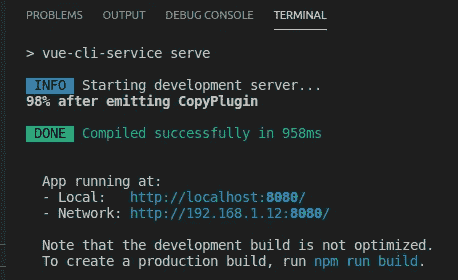 PROBLEMS OUTPUT DEBUG CONSOLE TERMINAL
> vue-cli-service serve
INFO Starting development server...
98% after emitting CopyPlugin
DONE Compiled successfully in 958ms
App running at:
- Local: http://localhost:8080/
- Network: http://192.168.1.12:8080/
Note that the development build is not optimized.
To create a production build, run npm run build.